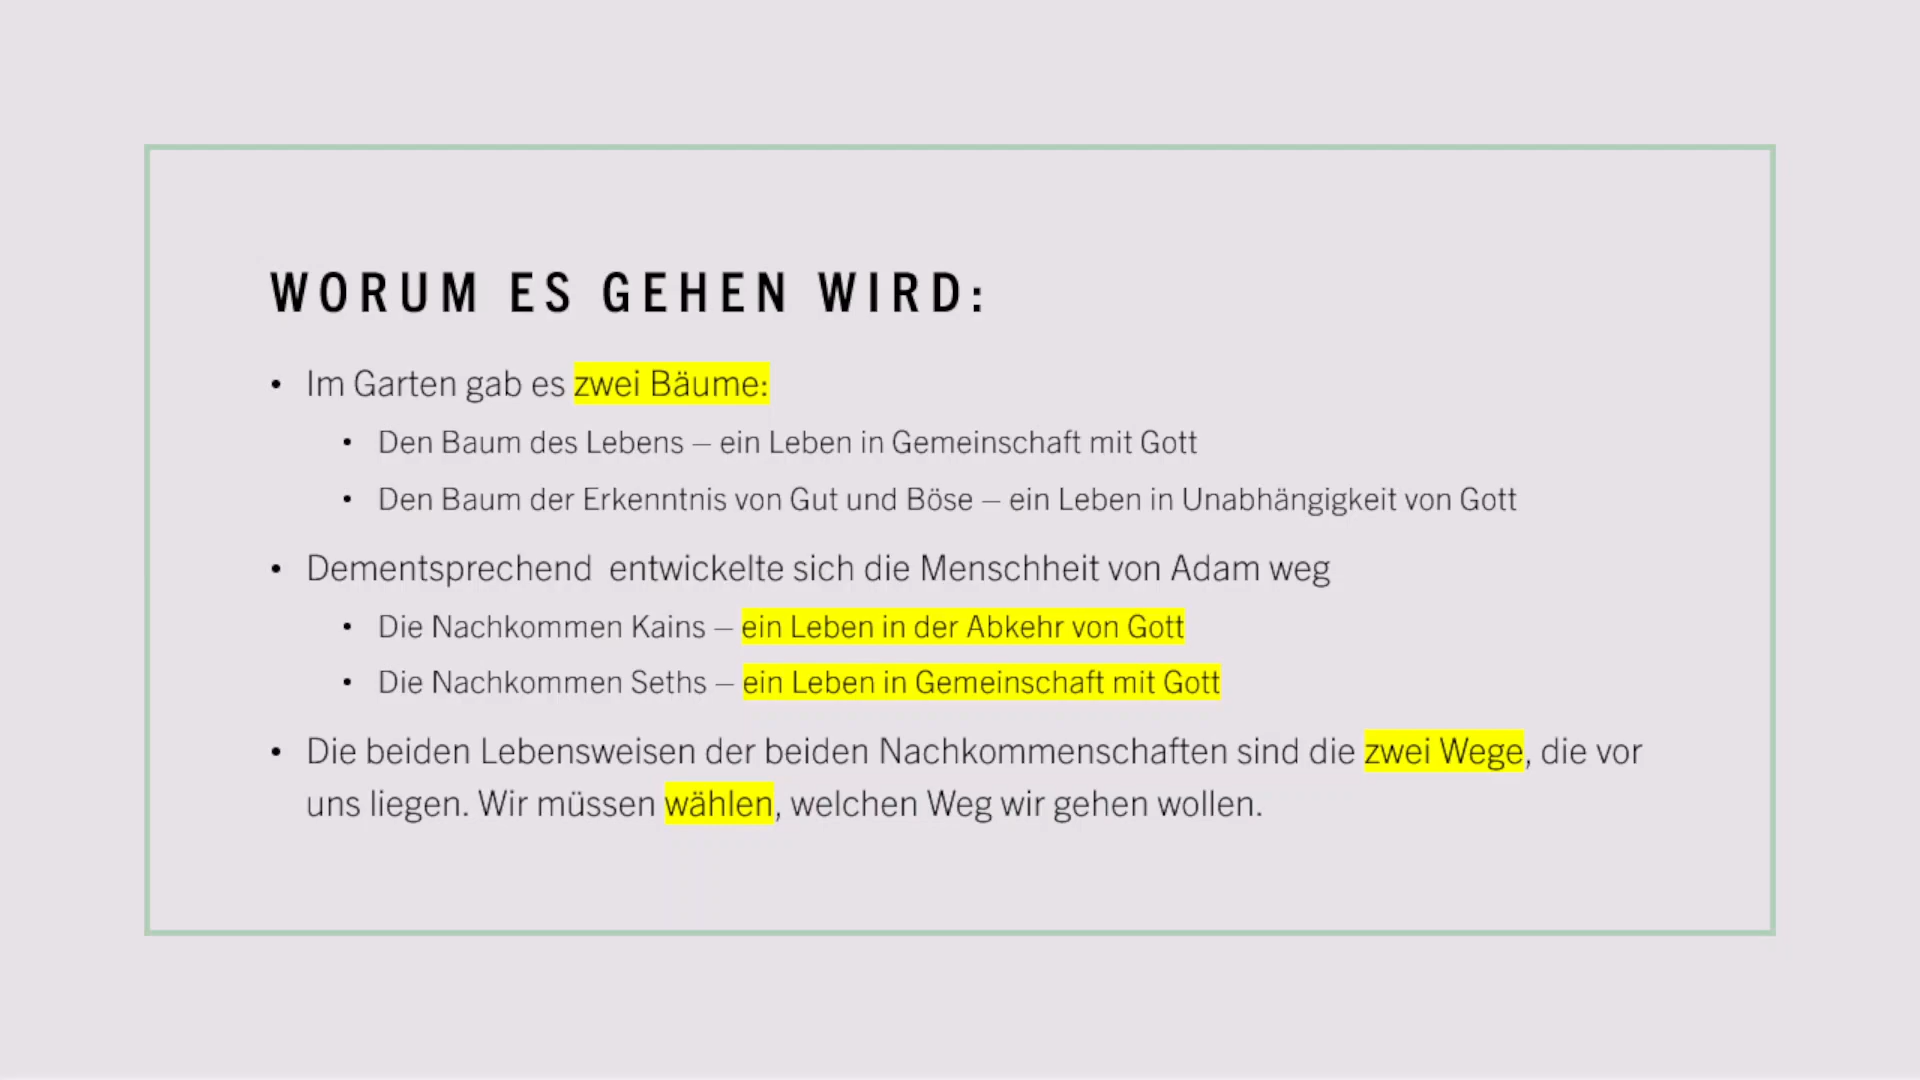 WORUM ES GEHEN WIRD:
• Im Garten gab es zwei Bäume:
• Den Baum des Lebens – ein Leben in Gemeinschaft mit Gott
• Den Baum der Erkenntnis von Gut und Böse – ein Leben in Unabhängigkeit von Gott
• Dementsprechend  entwickelte sich die Menschheit von Adam weg
• Die Nachkommen Kains – ein Leben in der Abkehr von Gott
• Die Nachkommen Seths – ein Leben in Gemeinschaft mit Gott
• Die beiden Lebensweisen der beiden Nachkommenschaften sind die zwei Wege, die vor
uns liegen. Wir müssen wählen, welchen Weg wir gehen wollen.